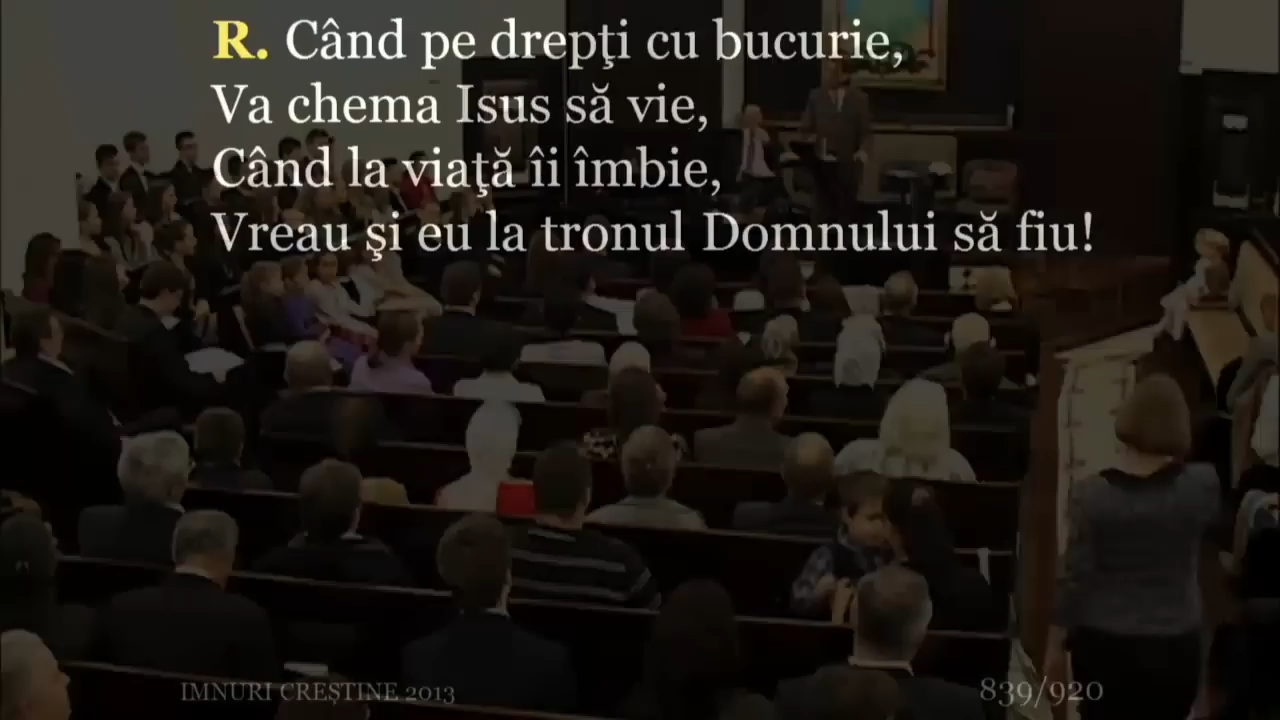 R. Când pe drepţi cu bucurie,
Va chema Isus să vie,
Când la viaţă îi îmbie,
Vreau şi eu la tronul Domnului să fiu!
IMNURI CREȘTINE 2013
839/920